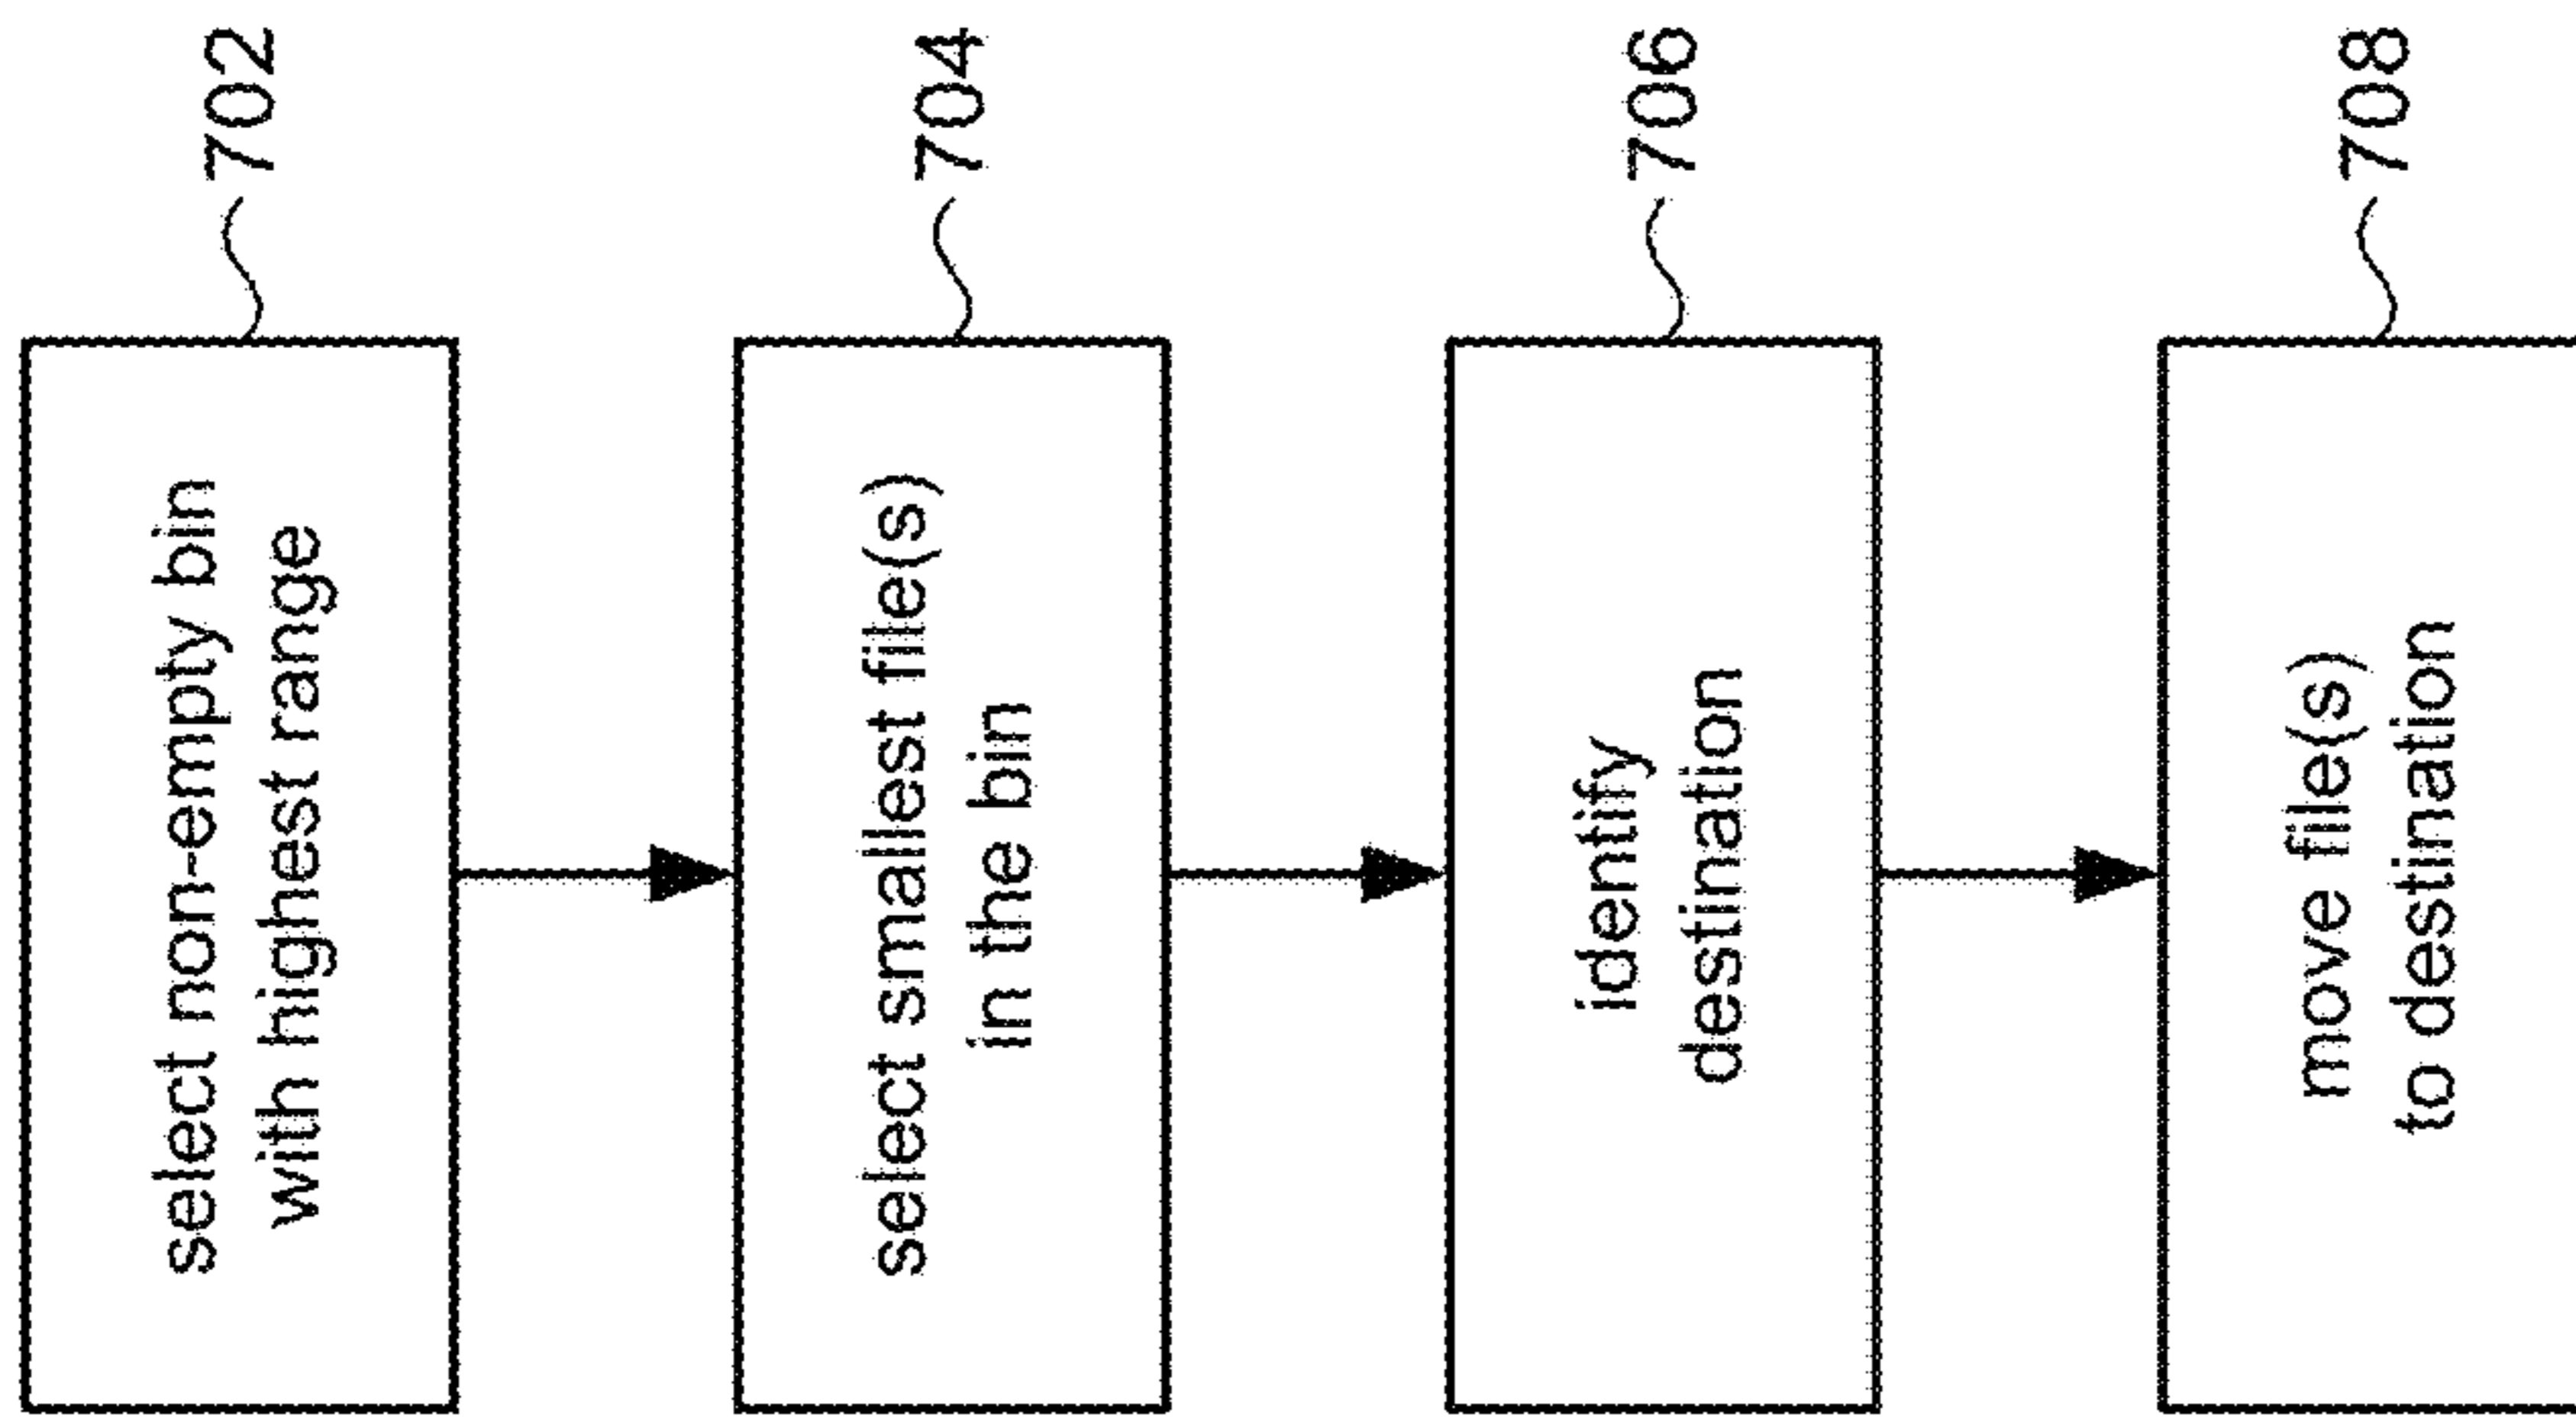 select non-empty bin
with highest range
702
select smallest file(s)
in the bin
704
identify
destination
706
move file(s)
to destination
708